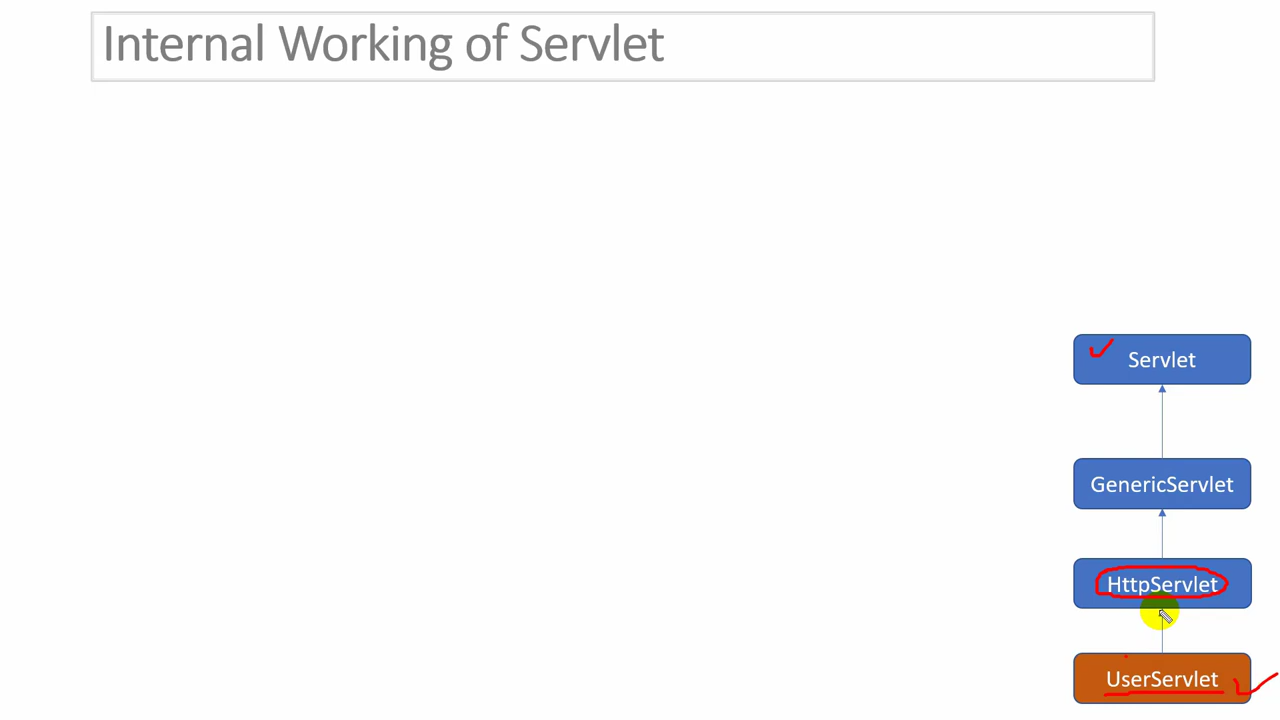 Internal Working of Servlet
Servlet
GenericServlet
HttpServlet
UserServlet